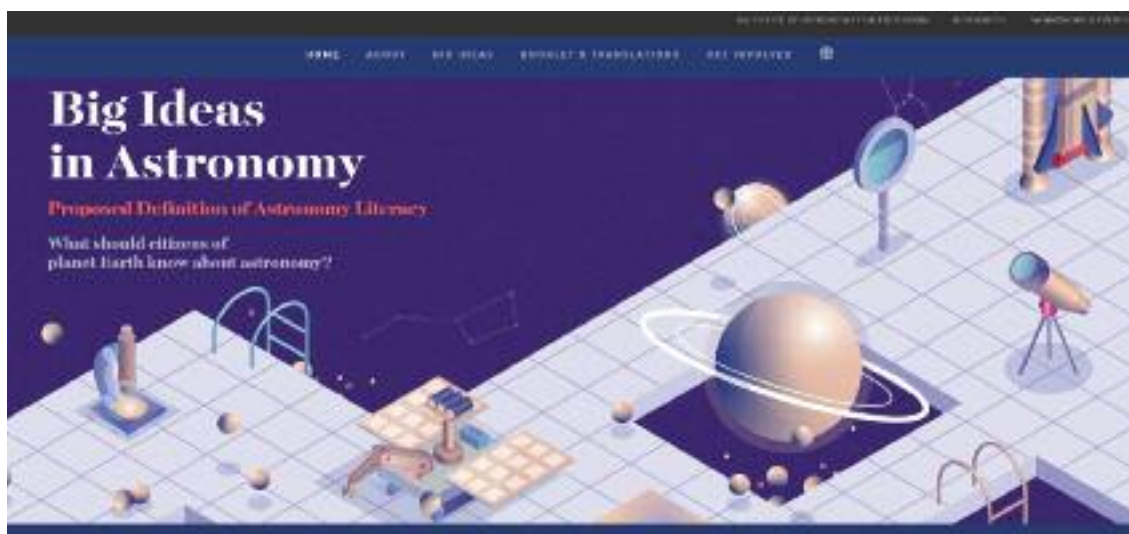 HOME ABOUT BIG IDEAS BOOKLET & TRANSLATIONS GET INVOLVED
Big Ideas
in Astronomy
Proposed Definition of Astronomy Literacy
What should citizens of
planet Earth know about astronomy?